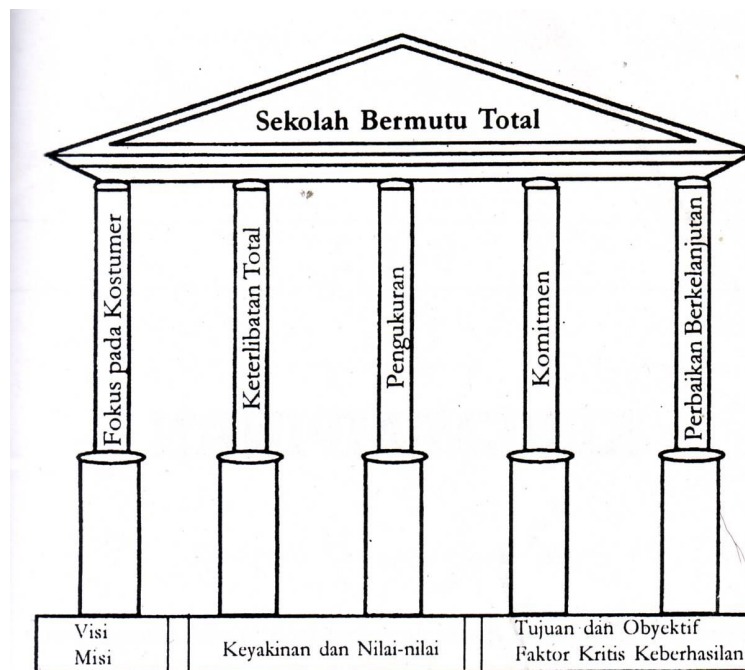 Sekolah Bermutu Total
Fokus pada Kostumer
Keterlibatan Total
Pengukuran
Komitmen
Perbaikan Berkelanjutan
Visi
Misi
Keyakinan dan Nilai-nilai
Tujuan dan Obyektif
Faktor Kritis Keberhasilan